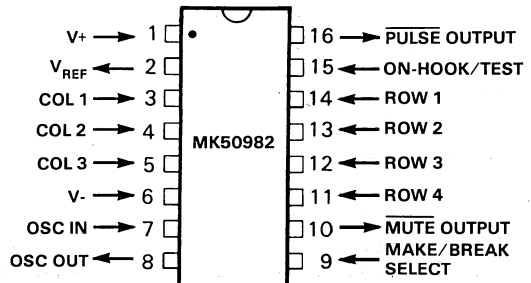 V+ 1 16 PULSE OUTPUT
VREF 2 15 ON-HOOK/TEST
COL 1 3 14 ROW 1
COL 2 4 13 ROW 2
MK50982
COL 3 5 12 ROW 3
V- 6 11 ROW 4
OSC IN 7 10 MUTE OUTPUT
OSC OUT 8 9 MAKE/BREAK
SELECT